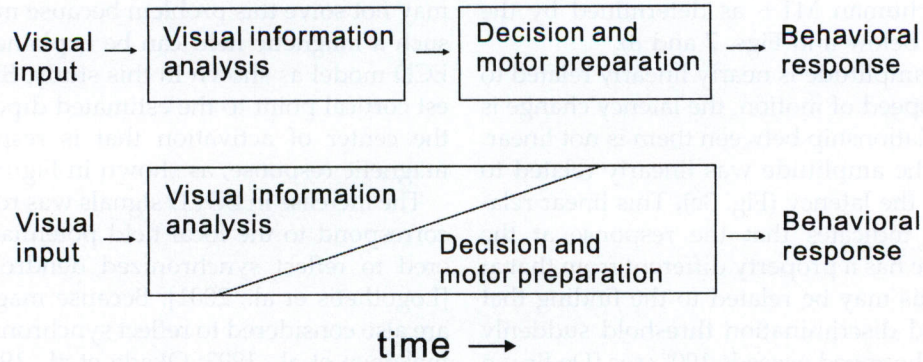 Visual input
Visual information analysis
Decision and motor preparation
Behavioral response
Visual input
Visual information analysis
Decision and motor preparation
Behavioral response
time